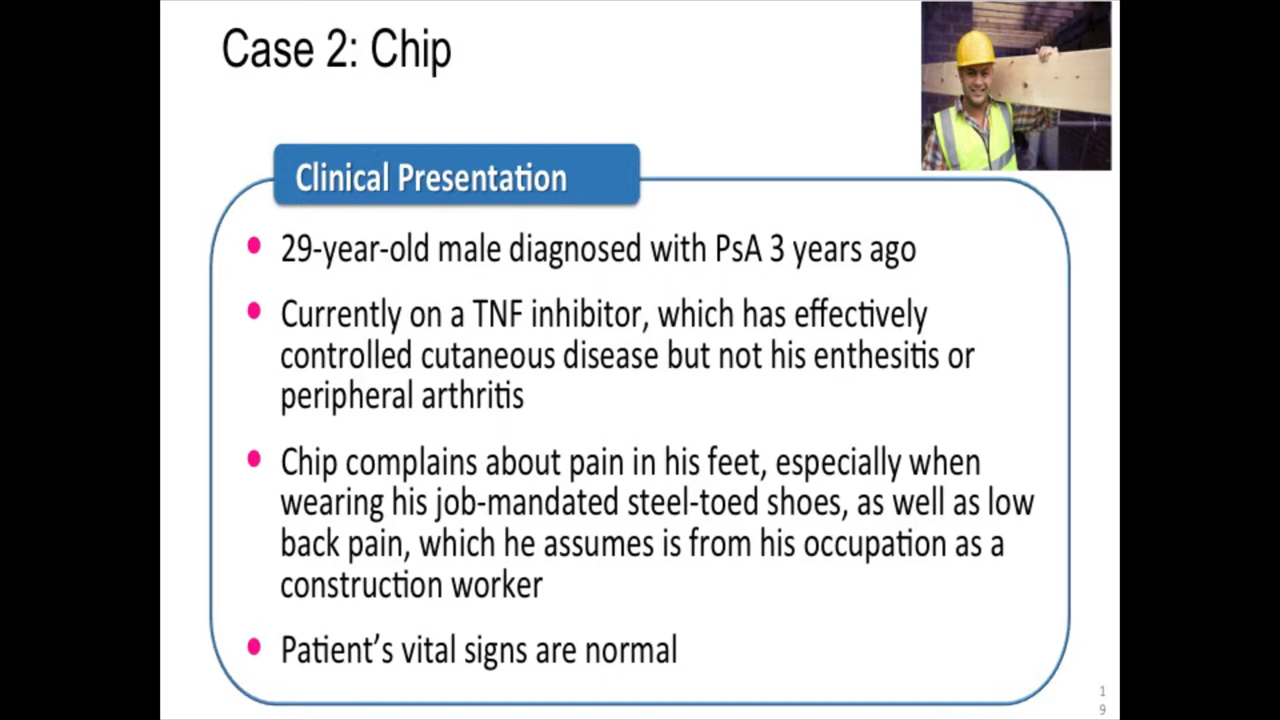 Case 2: Chip
Clinical Presentation
• 29-year-old male diagnosed with PsA 3 years ago
• Currently on a TNF inhibitor, which has effectively
controlled cutaneous disease but not his enthesitis or
peripheral arthritis
• Chip complains about pain in his feet, especially when
wearing his job-mandated steel-toed shoes, as well as low
back pain, which he assumes is from his occupation as a
construction worker
• Patient’s vital signs are normal
1
9